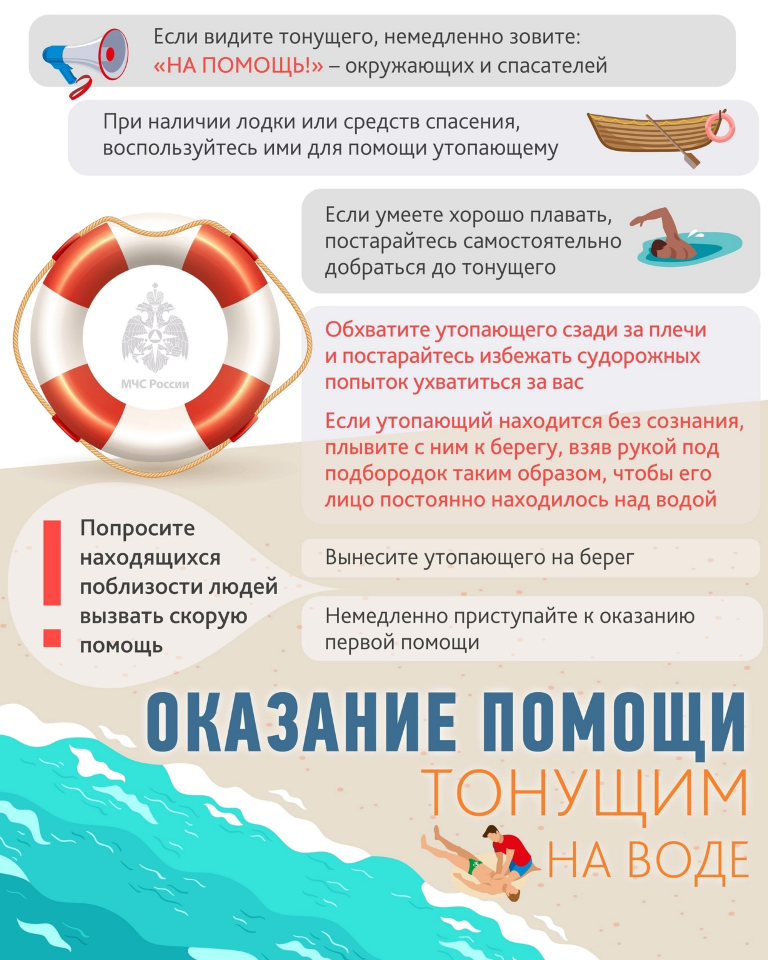 Если видите тонущего, немедленно зовите:
«НА ПОМОЩЬ!» – окружающих и спасателей
При наличии лодки или средств спасения,
воспользуйтесь ими для помощи утопающему
Если умеете хорошо плавать,
постарайтесь самостоятельно
добраться до тонущего
МЧС России
Обхватите утопающего сзади за плечи
и постарайтесь избежать судорожных
попыток ухватиться за вас
Если утопающий находится без сознания,
плывите с ним к берегу, взяв рукой под
подбородок таким образом, чтобы его
лицо постоянно находилось над водой
!
Попросите
находящихся
поблизости людей
вызвать скорую
помощь
Вынесите утопающего на берег
Немедленно приступайте к оказанию
первой помощи
ОКАЗАНИЕ ПОМОЩИ
ТОНУЩИМ
НА ВОДЕ